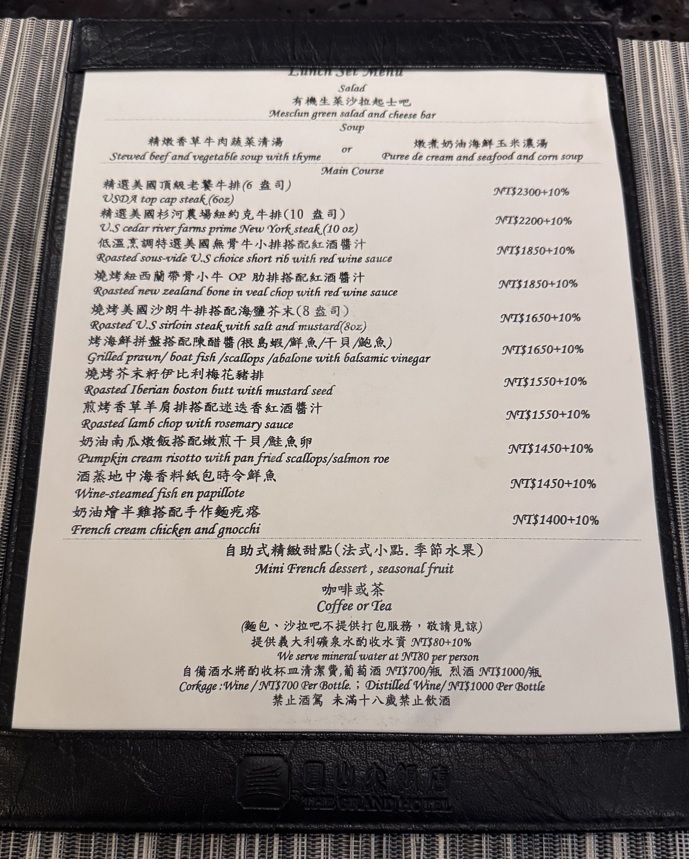 Lunch Set Menu
Salad
有機生菜沙拉起士吧
Mesclun green salad and cheese bar
Soup
精燉香草牛肉蔬菜清湯
or
嫩煮奶油海鮮玉米濃湯
Stewed beef and vegetable soup with thyme
Puree de cream and seafood and corn soup
Main Course
精選美國頂級老饕牛排(6 盎司)
NT$2300+10%
USDA top cap steak (6oz)
精選美國杉河農場紐約克牛排(10 盎司)
NT$2200+10%
U.S cedar river farms prime New York steak (10 oz)
低溫烹調特選美國無骨牛小排搭配紅酒醬汁
NT$1850+10%
Roasted sous-vide U.S choice short rib with red wine sauce
燒烤紐西蘭帶骨小牛 OP 肋排搭配紅酒醬汁
NT$1850+10%
Roasted new zealand bone in veal chop with red wine sauce
燒烤美國沙朗牛排搭配海鹽芥末(8 盎司)
NT$1650+10%
Roasted U.S sirloin steak with salt and mustard(8oz)
烤海鮮拼盤搭配陳醋醬(根島蝦/鮮魚/干貝/鮑魚)
NT$1650+10%
Grilled prawn/ boat fish /scallops /abalone with balsamic vinegar
燒烤芥末籽伊比利梅花豬排
NT$1550+10%
Roasted Iberian boston butt with mustard seed
煎烤香草羊肩排搭配迷迭香紅酒醬汁
NT$1550+10%
Roasted lamb chop with rosemary sauce
奶油南瓜燉飯搭配嫩煎干貝/鮭魚卵
NT$1450+10%
Pumpkin cream risotto with pan fried scallops/salmon roe
酒蒸地中海香料紙包時令鮮魚
NT$1450+10%
Wine-steamed fish en papillote
奶油燴半雞搭配手作麵疙瘩
NT$1400+10%
French cream chicken and gnocchi
自助式精緻甜點(法式小點.季節水果)
Mini French dessert , seasonal fruit
咖啡或茶
Coffee or Tea
(麵包、沙拉吧不提供打包服務，敬請見諒)
提供義大利礦泉水酌收水資 NT$80+10%
We serve mineral water at NT80 per person
自備酒水將酌收杯皿清潔費,葡萄酒 NT$700/瓶 烈酒 NT$1000/瓶
Corkage :Wine / NT$700 Per Bottle. ; Distilled Wine/ NT$1000 Per Bottle
禁止酒駕 未滿十八歲禁止飲酒
圓山大飯店
THE GRAND HOTEL